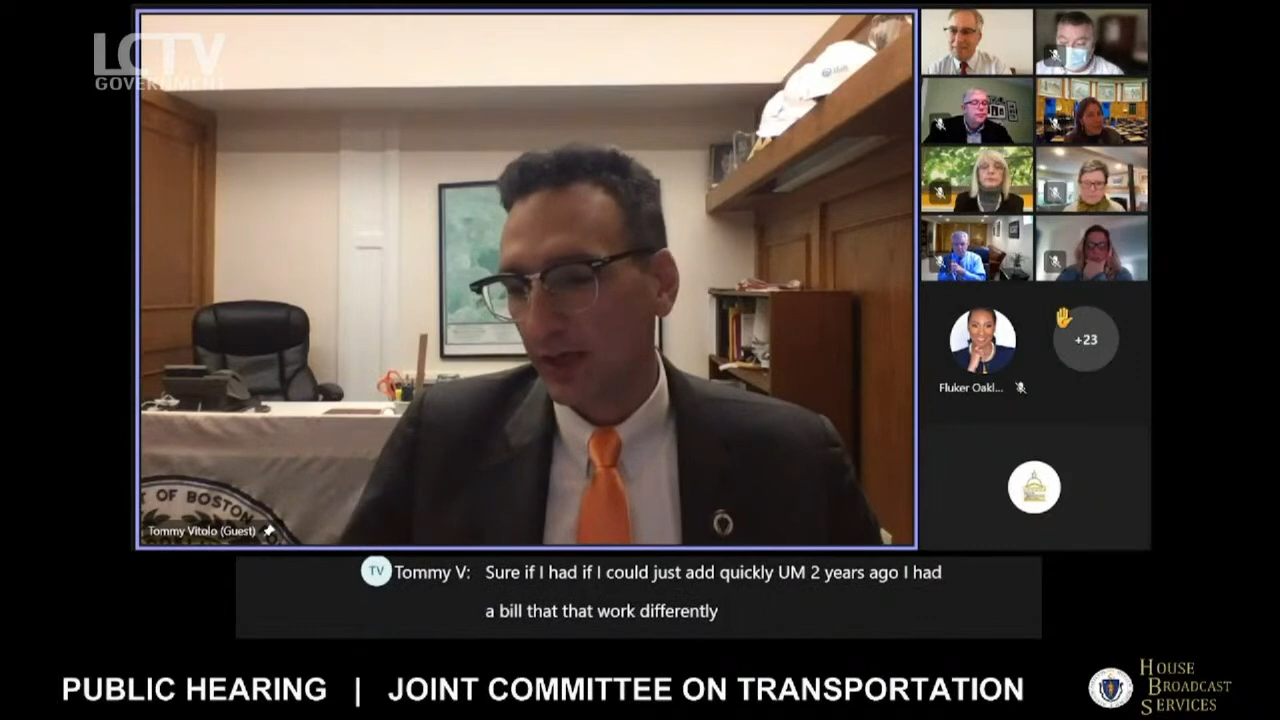 LCTV
GOVERNMENT
T OF BOSTON
Tommy Vitolo (Guest)
+23
Fluker Oakl...
TV Tommy V: Sure if I had if I could just add quickly UM 2 years ago I had
a bill that that work differently
PUBLIC HEARING | JOINT COMMITTEE ON TRANSPORTATION
HOUSE
BROADCAST
SERVICES